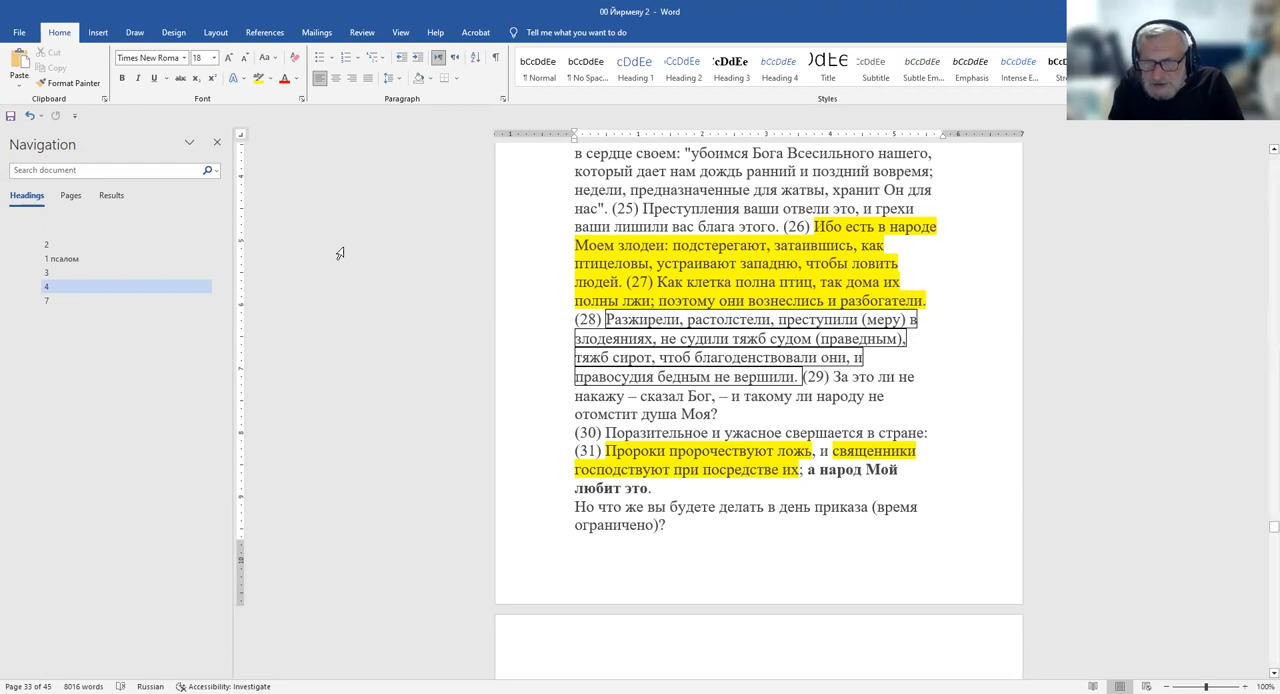 00 Йирмеяу 2 - Word
File Home Insert Draw Design Layout References Mailings Review View Help Acrobat Tell me what you want to do
Paste
Cut
Copy
Format Painter
Clipboard
Times New Roma 18
Font
Paragraph
AaBbCcDdEe
¶ Normal ¶ No Spac... Heading 1 Heading 2 Heading 3 Heading 4 Title Subtitle Subtle Em... Emphasis Intense E...
Styles
Navigation
Search document
Headings Pages Results
2
1 псалом
3
4
7
в сердце своем: "убоимся Бога Всесильного нашего,
который дает нам дождь ранний и поздний вовремя;
недели, предназначенные для жатвы, хранит Он для
нас". (25) Преступления ваши отвели это, и грехи
ваши лишили вас блага этого. (26) Ибо есть в народе
Моем злодеи: подстерегают, затаившись, как
птицеловы, устраивают западню, чтобы ловить
людей. (27) Как клетка полна птиц, так дома их
полны лжи; поэтому они вознеслись и разбогатели.
(28) Разжирели, растолстели, преступили (меру) в
злодеяниях, не судили тяжб судом (праведным),
тяжб сирот, чтоб благоденствовали они, и
правосудия бедным не вершили. (29) За это ли не
накажу – сказал Бог, – и такому ли народу не
отомстит душа Моя?
(30) Поразительное и ужасное свершается в стране:
(31) Пророки пророчествуют ложь, и священники
господствуют при посредстве их; а народ Мой
любит это.
Но что же вы будете делать в день приказа (время
ограничено)?
Page 33 of 45 8016 words Russian Accessibility: Investigate 100%